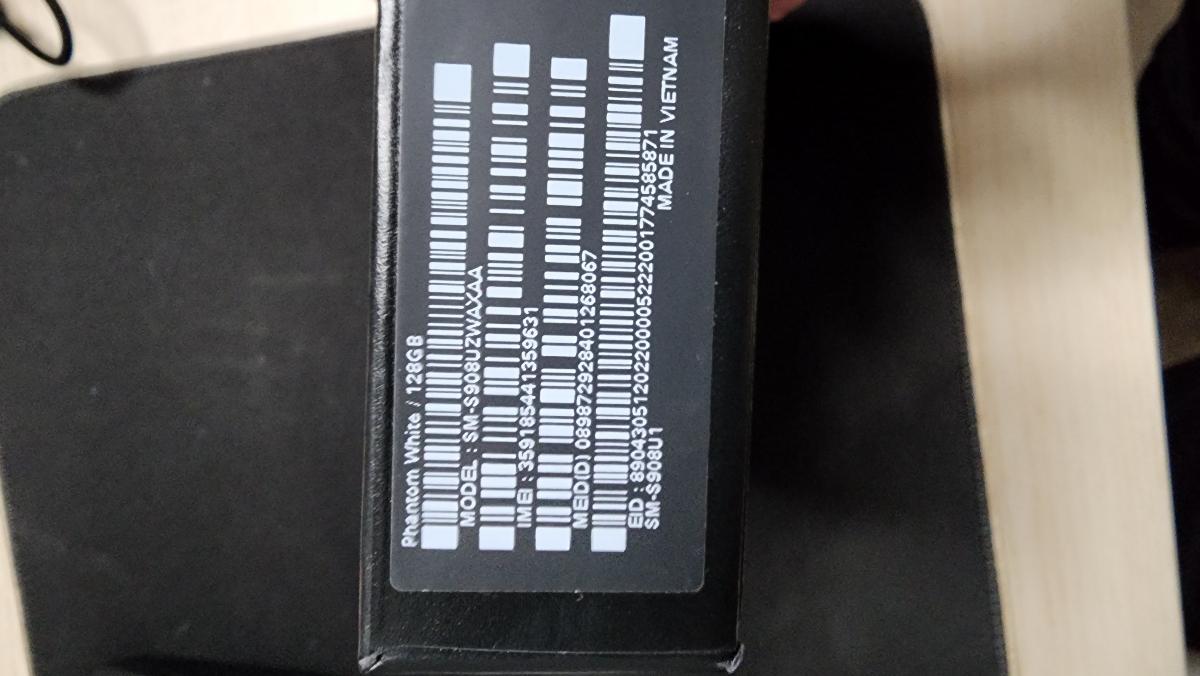 Phantom White / 128GB
MODEL : SM-S908UZWAXAA
IMEI : 359185441359631
MEID(D) 089872928401268067
EID : 89043051202200005222001774585871
SM-S908U1
MADE IN VIETNAM